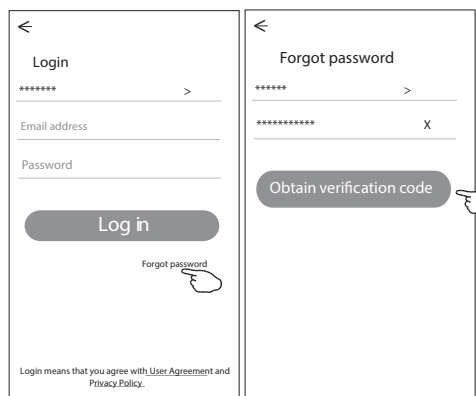 Login
*******
>
Email address
Password
Log in
Forgot password
Login means that you agree with User Agreement and
Privacy Policy
Forgot password
******
>
***********
X
Obtain verification code